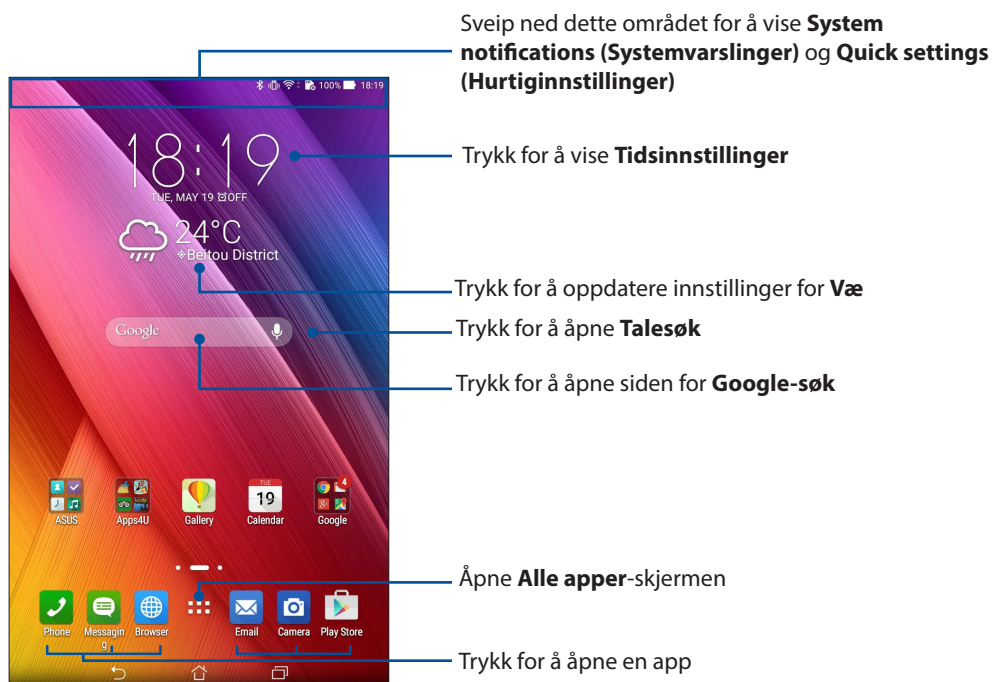 Sveip ned dette området for å vise System
notifications (Systemvarslinger) og Quick settings
(Hurtiginnstillinger)
100% 18:19
18:19
Trykk for å vise Tidsinnstillinger
TUE, MAY 19 OFF
24°C
Beitou District
Trykk for å oppdatere innstillinger for Væ
Google
Trykk for å åpne Talesøk
Trykk for å åpne siden for Google-søk
TUE
19
4
ASUS Apps4U Gallery Calendar Google
Åpne Alle apper-skjermen
Phone Messagin Browser Email Camera Play Store
g
Trykk for å åpne en app